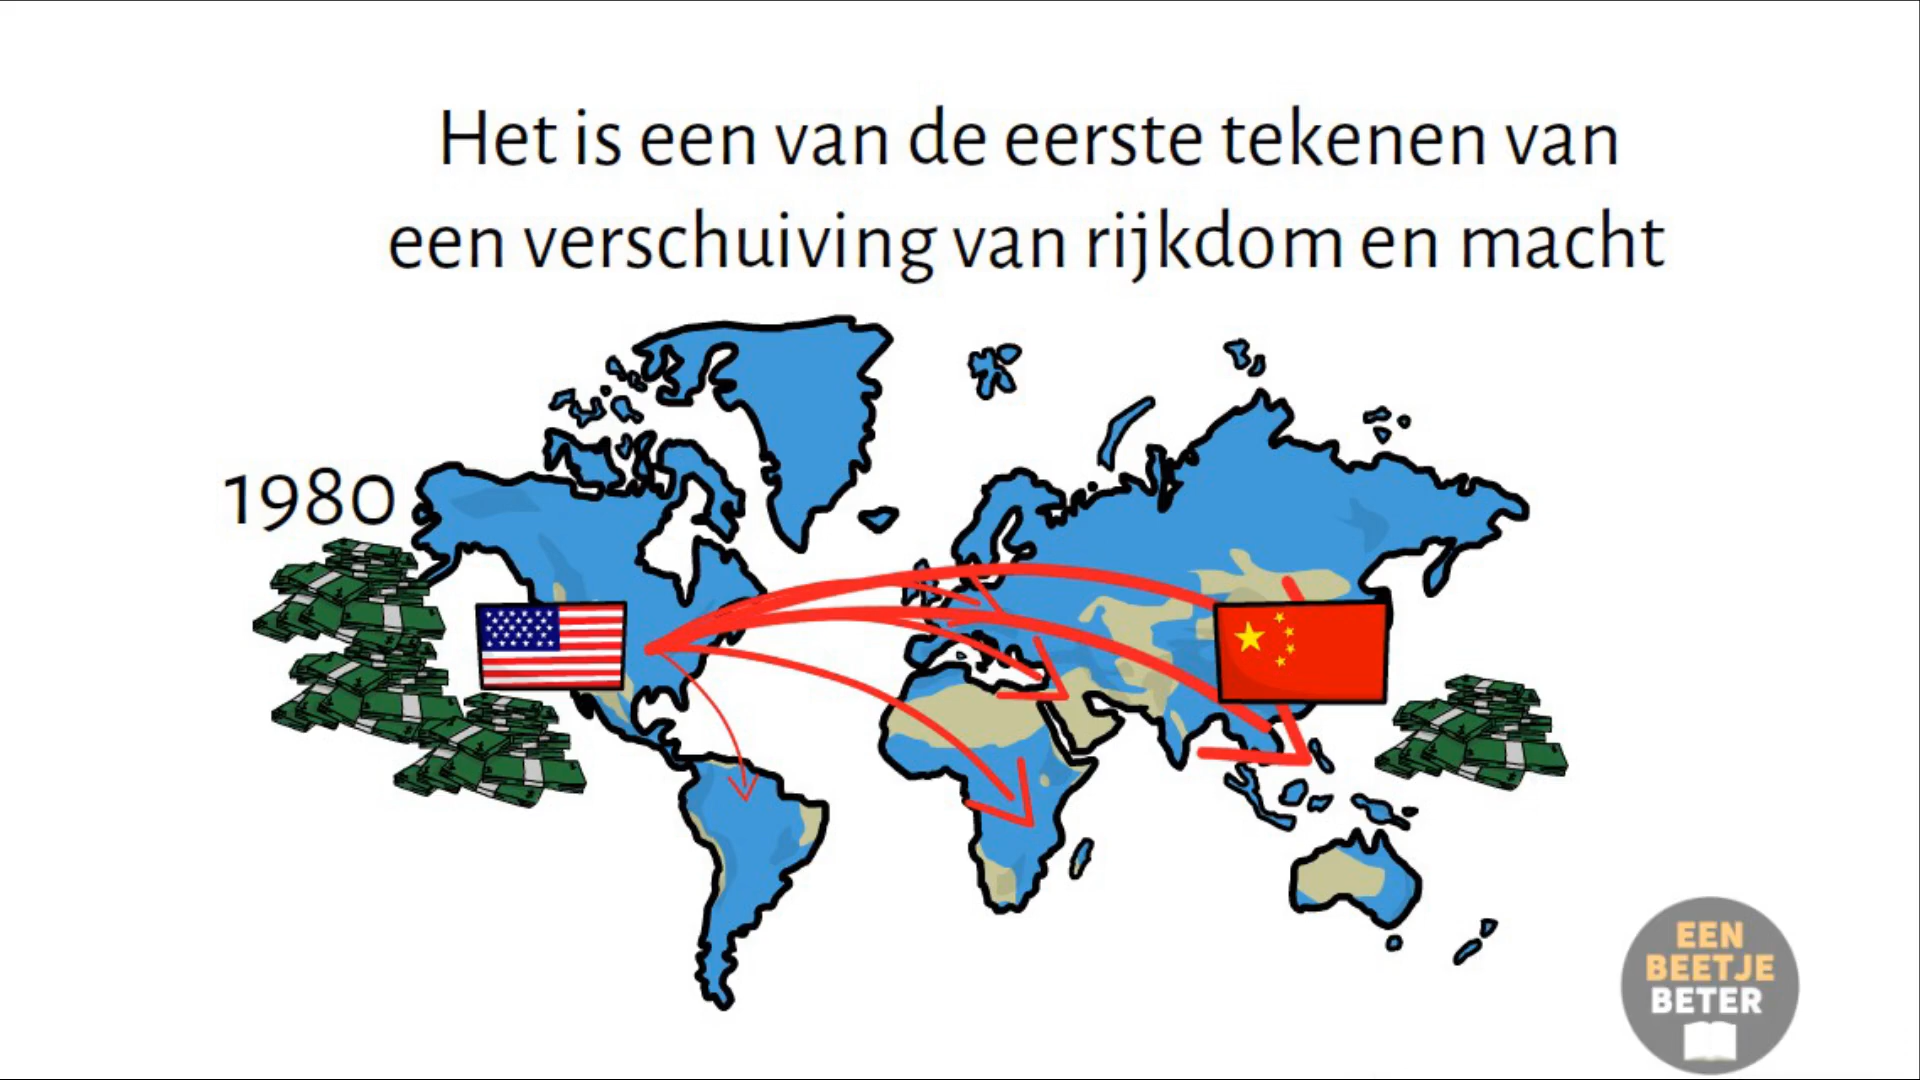 Het is een van de eerste tekenen van
een verschuiving van rijkdom en macht
1980
EEN
BEETJE
BETER